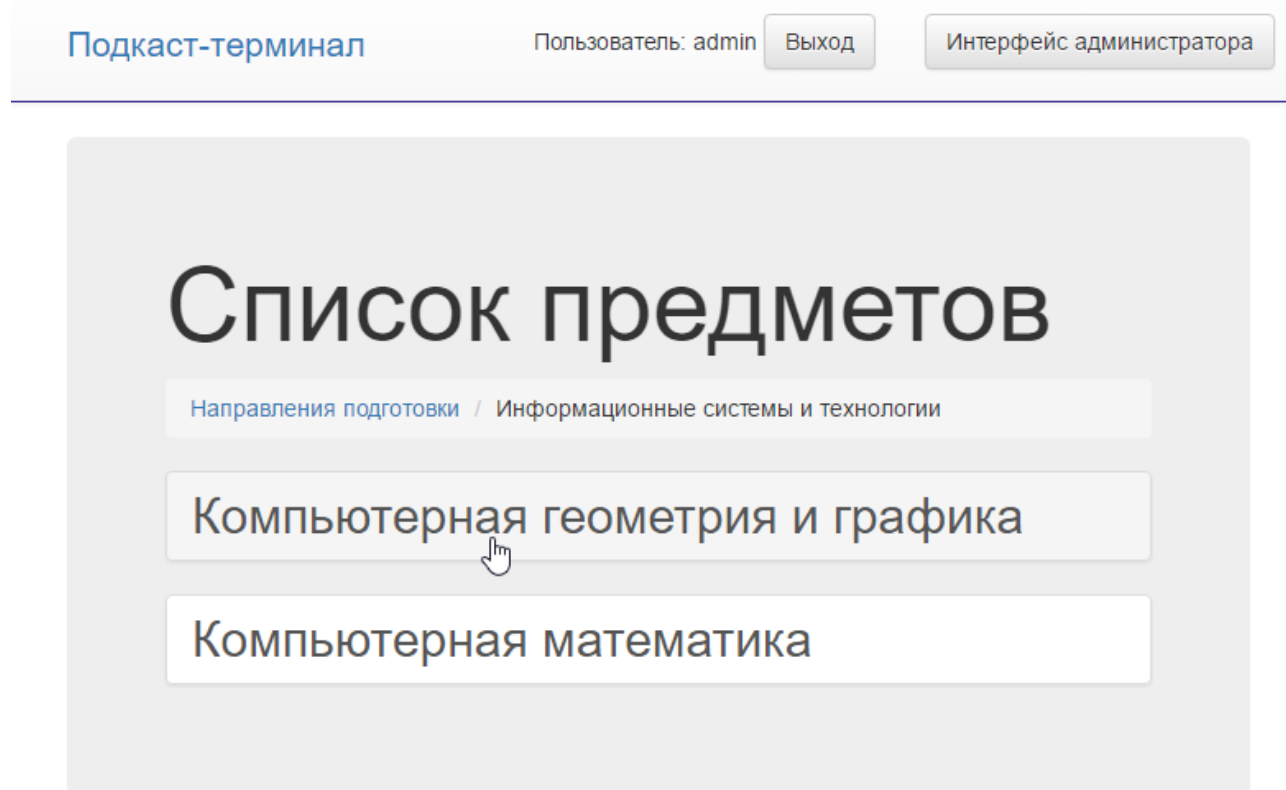 Подкаст-терминал Пользователь: admin Выход Интерфейс администратора
Список предметов
Направления подготовки / Информационные системы и технологии
Компьютерная геометрия и графика
Компьютерная математика